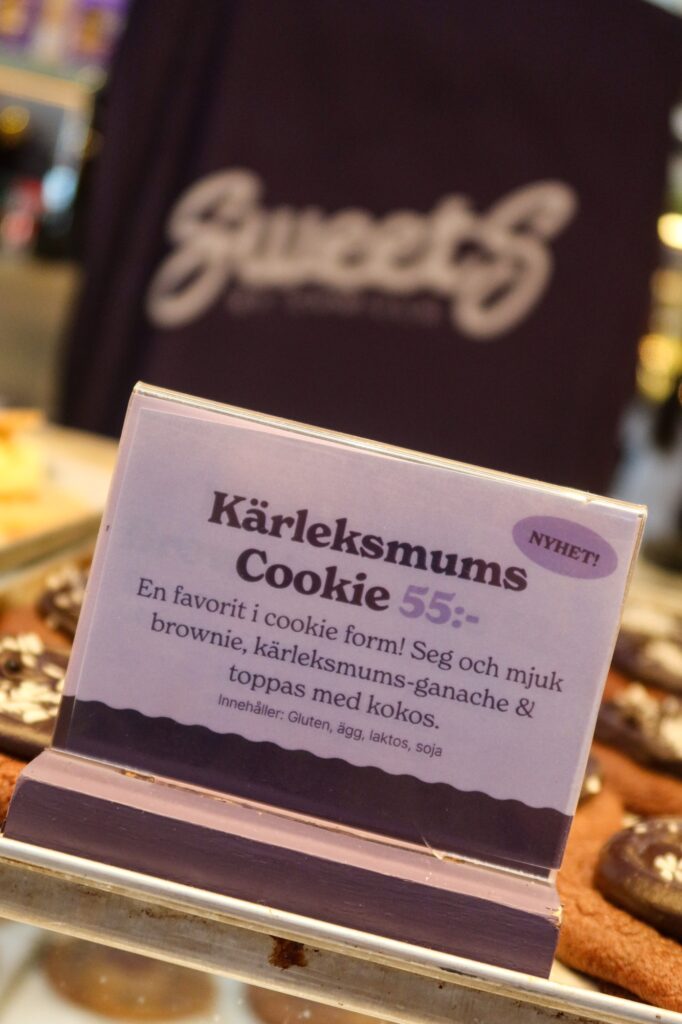 SweetS
Kärleksmums
NYHET!
Cookie 55:-
En favorit i cookie form! Seg och mjuk
brownie, kärleksmums-ganache &
toppas med kokos.
Innehåller: Gluten, ägg, laktos, soja